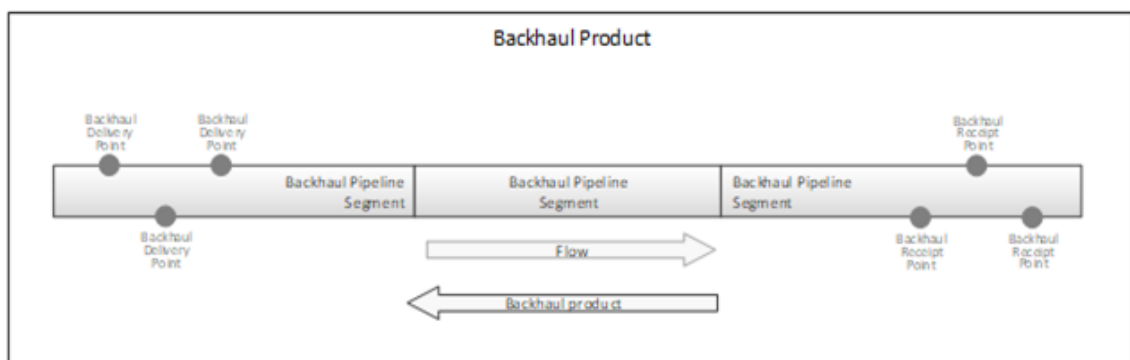 Backhaul Product
Backhaul
Delivery
Point
Backhaul
Delivery
Point
Backhaul
Receipt
Point
Backhaul Pipeline
Segment
Backhaul Pipeline
Segment
Backhaul Pipeline
Segment
Backhaul
Delivery
Point
Backhaul
Receipt
Point
Backhaul
Receipt
Point
Flow
Backhaul product